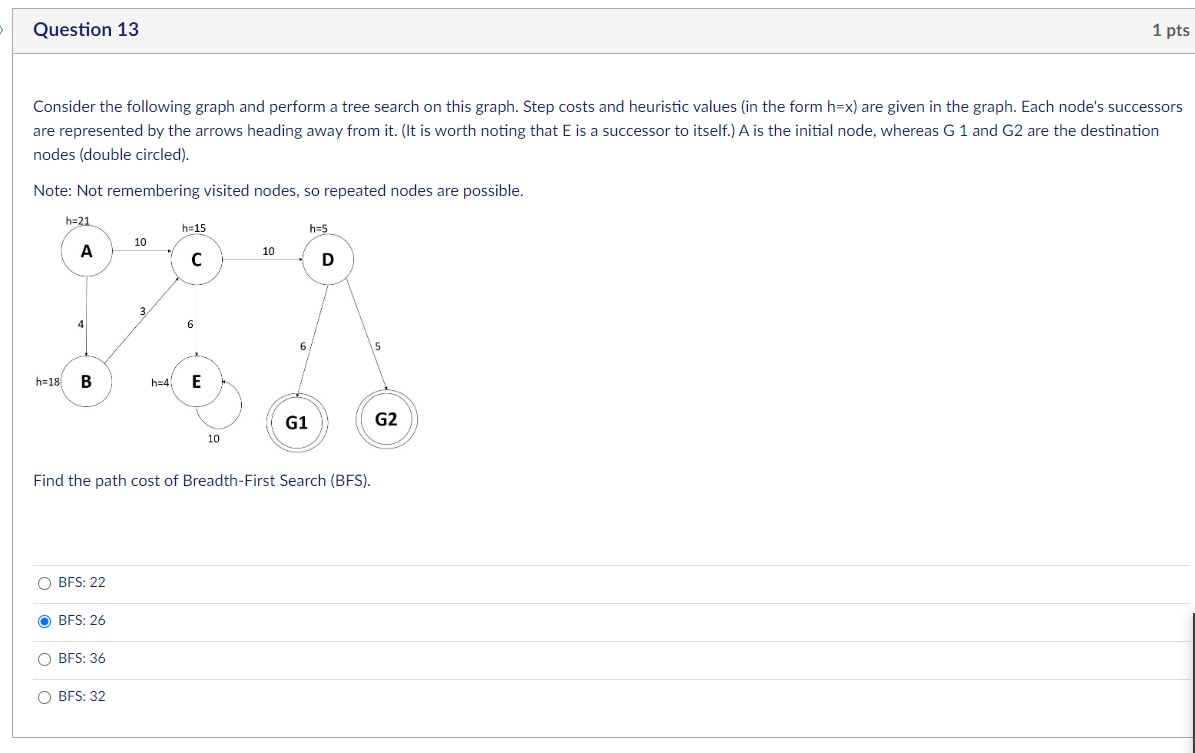 Question 13
1 pts
Consider the following graph and perform a tree search on this graph. Step costs and heuristic values (in the form h=x) are given in the graph. Each node's successors
are represented by the arrows heading away from it. (It is worth noting that E is a successor to itself.) A is the initial node, whereas G 1 and G2 are the destination
nodes (double circled).
Note: Not remembering visited nodes, so repeated nodes are possible.
h=21
h=15
h=5
A
10
C
10
D
4
3
6
6
5
h=18
B
h=4
E
G1
G2
10
Find the path cost of Breadth-First Search (BFS).
BFS: 22
BFS: 26
BFS: 36
BFS: 32